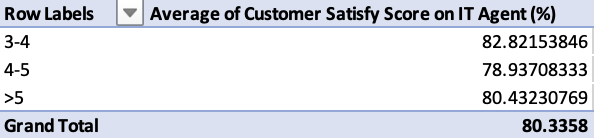 Row Labels Average of Customer Satisfy Score on IT Agent (%)
3-4 82.82153846
4-5 78.93708333
>5 80.43230769
Grand Total 80.3358